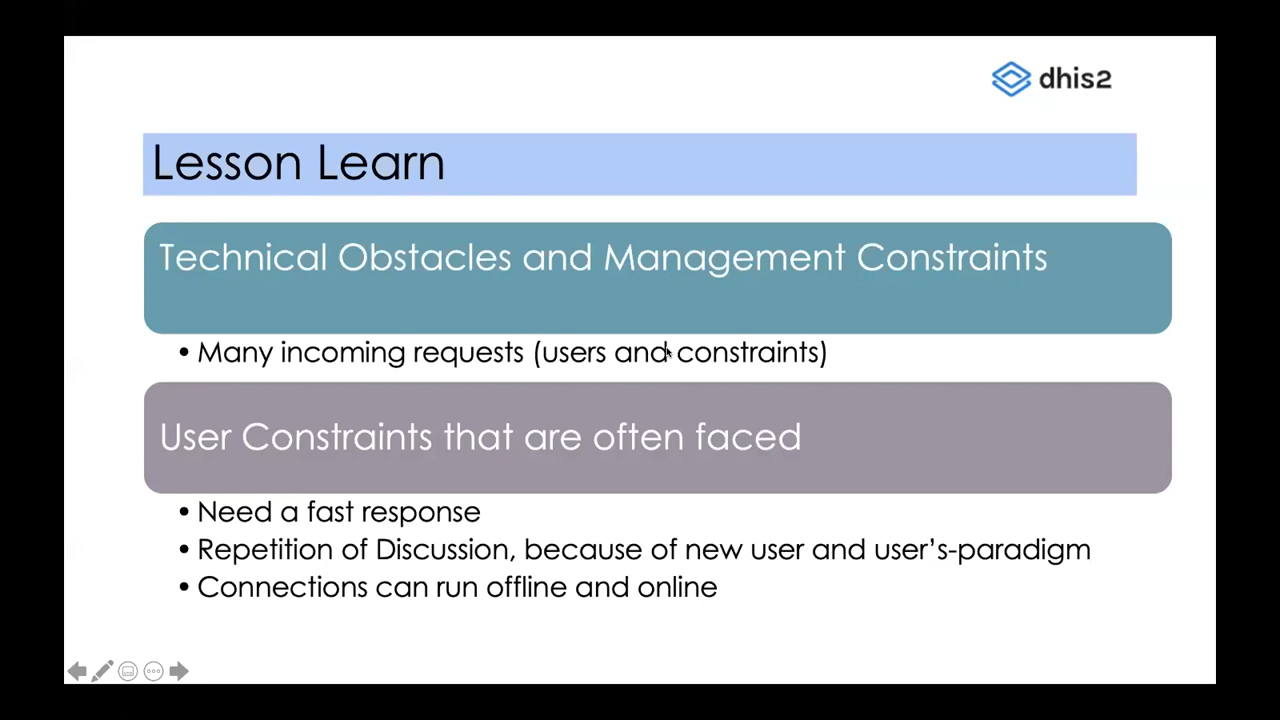 dhis2
Lesson Learn
Technical Obstacles and Management Constraints
• Many incoming requests (users and constraints)
User Constraints that are often faced
• Need a fast response
• Repetition of Discussion, because of new user and user’s-paradigm
• Connections can run offline and online